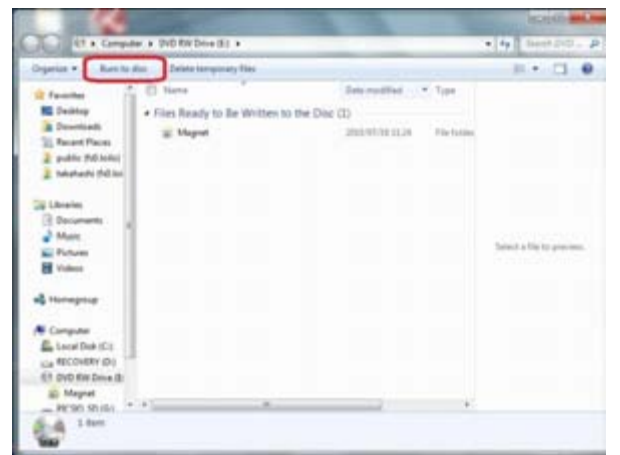 Computer ▸ DVD RW Drive (E:) ▸
Organize ▾ Burn to disc Delete temporary files
Name Date modified Type
Files Ready to Be Written to the Disc (1)
Magnet File folder
Favorites
Desktop
Downloads
Recent Places
Libraries
Documents
Music
Pictures
Videos
Homegroup
Computer
Local Disk (C:)
RECOVERY (D:)
DVD RW Drive (E:
Magnet
Select a file to preview.
1 item